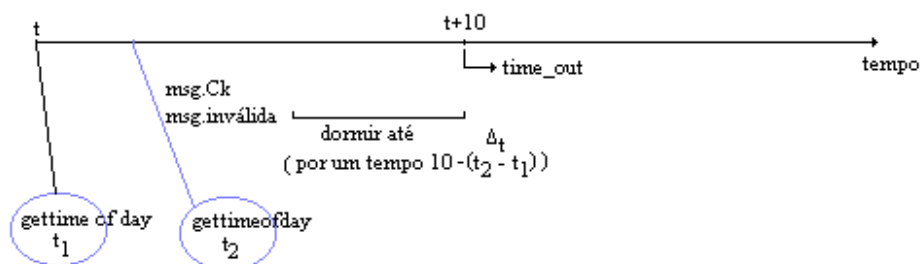 t
t+10
time_out
tempo
msg.Ck
msg.inválida
dormir até
Δt
( por um tempo 10 -(t2 - t1))
gettime of day
t1
gettimeofday
t2